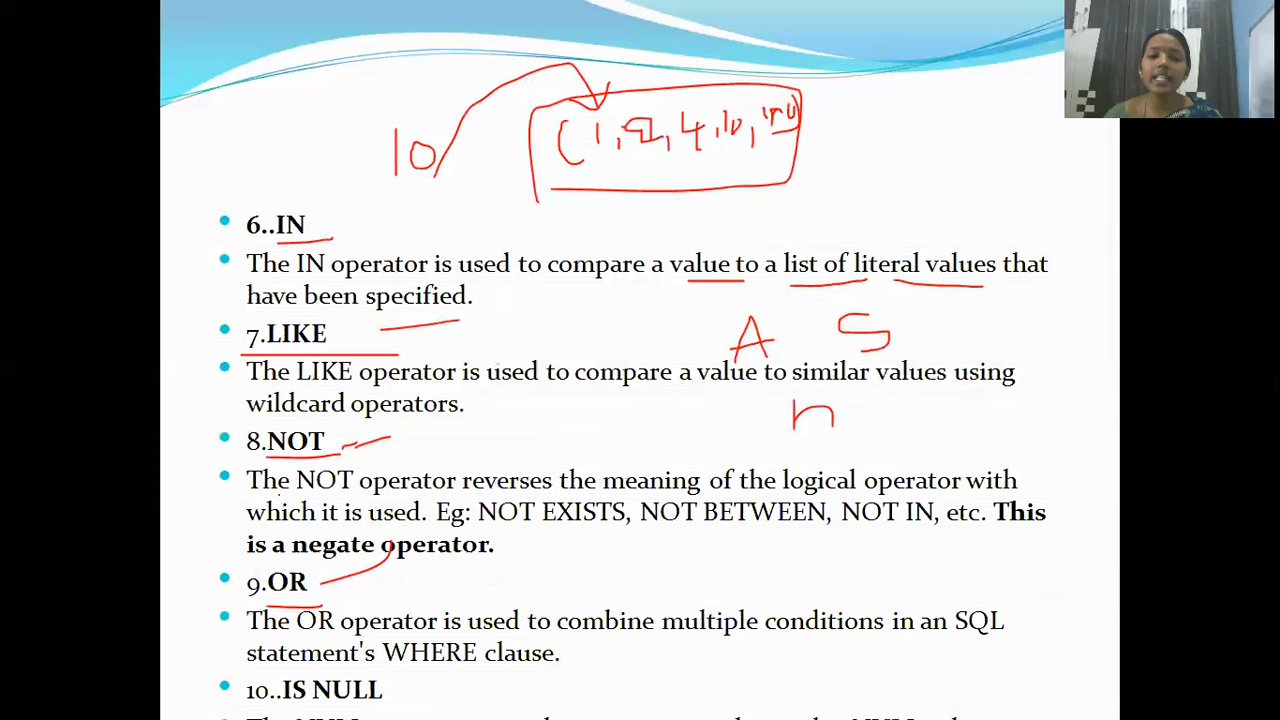 10 (1, 2, 4, 10,
6..IN
The IN operator is used to compare a value to a list of literal values that
have been specified.
A S
7.LIKE
The LIKE operator is used to compare a value to similar values using
wildcard operators.
n
8.NOT
The NOT operator reverses the meaning of the logical operator with
which it is used. Eg: NOT EXISTS, NOT BETWEEN, NOT IN, etc. This
is a negate operator.
9.OR
The OR operator is used to combine multiple conditions in an SQL
statement's WHERE clause.
10..IS NULL